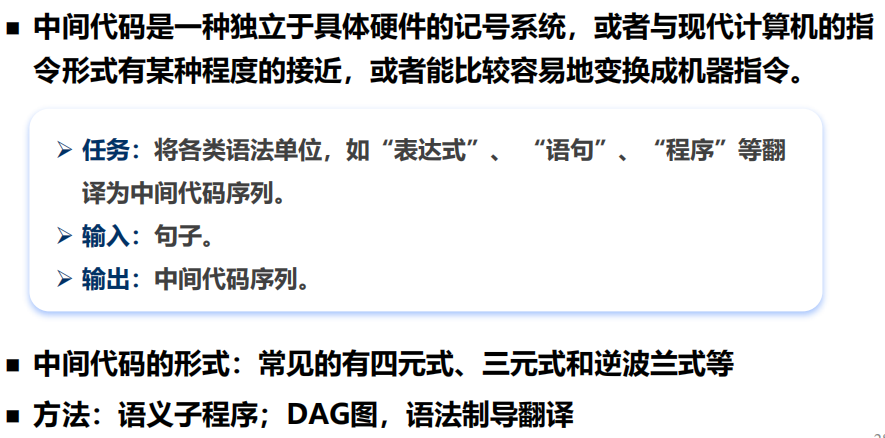 ■ 中间代码是一种独立于具体硬件的记号系统，或者与现代计算机的指
令形式有某种程度的接近，或者能比较容易地变换成机器指令。
➢ 任务：将各类语法单位，如“表达式”、 “语句”、“程序”等翻
译为中间代码序列。
➢ 输入：句子。
➢ 输出：中间代码序列。
■ 中间代码的形式：常见的有四元式、三元式和逆波兰式等
■ 方法：语义子程序；DAG图，语法制导翻译